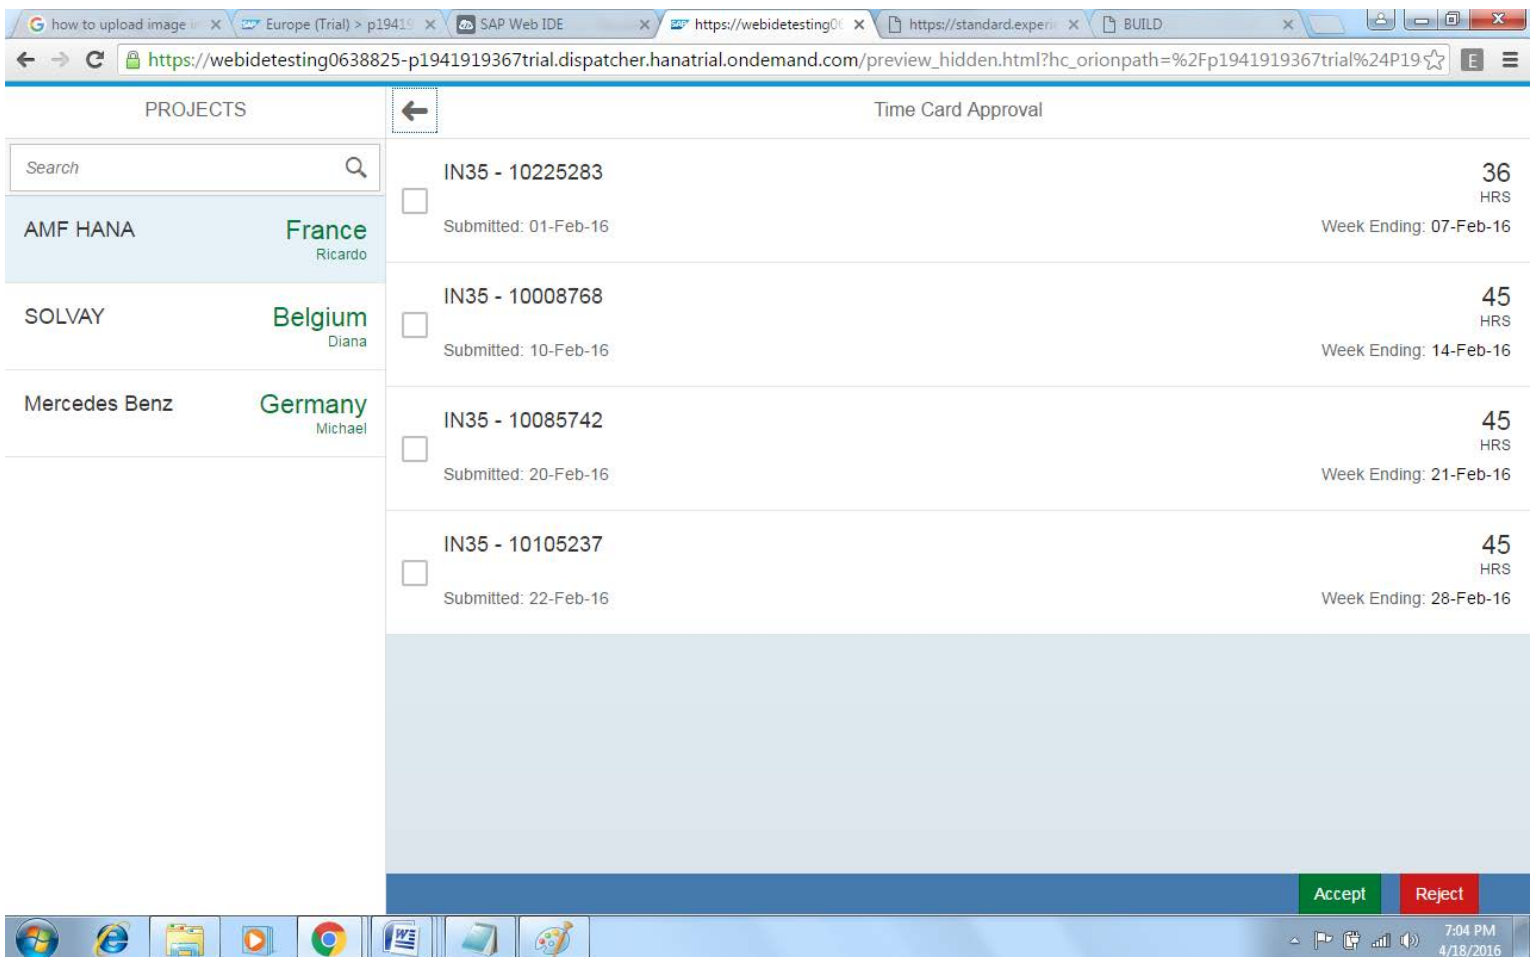 how to upload image i
Europe (Trial) > p1941
SAP Web IDE
https://webidetesting06
https://standard.experi
BUILD
https://webidetesting0638825-p1941919367trial.dispatcher.hanatrial.ondemand.com/preview_hidden.html?hc_orionpath=%2Fp1941919367trial%24P19
E
PROJECTS
Search
AMF HANA France
Ricardo
SOLVAY Belgium
Diana
Mercedes Benz Germany
Michael
Time Card Approval
IN35 - 10225283 36
HRS
Submitted: 01-Feb-16 Week Ending: 07-Feb-16
IN35 - 10008768 45
HRS
Submitted: 10-Feb-16 Week Ending: 14-Feb-16
IN35 - 10085742 45
HRS
Submitted: 20-Feb-16 Week Ending: 21-Feb-16
IN35 - 10105237 45
HRS
Submitted: 22-Feb-16 Week Ending: 28-Feb-16
Accept Reject
7:04 PM
4/18/2016